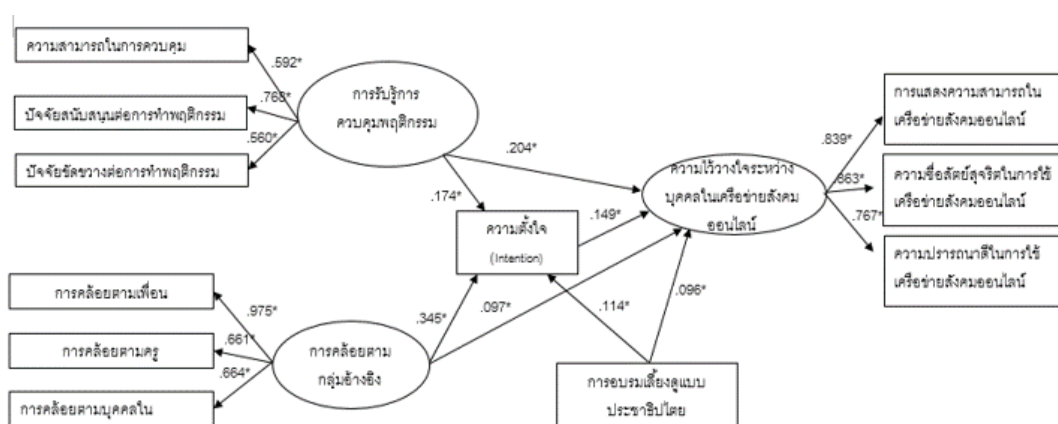 ความสามารถในการควบคุม
.592*
ปัจจัยสนับสนุนต่อการทำพฤติกรรม
.768*
ปัจจัยขัดขวางต่อการทำพฤติกรรม
.560*
การรับรู้การ
ควบคุมพฤติกรรม
.204*
.174*
ความตั้งใจ
(Intention)
.149*
ความไว้วางใจระหว่าง
บุคคลในเครือข่ายสังคม
ออนไลน์
.839*
การแสดงความสามารถใน
เครือข่ายสังคมออนไลน์
.863*
ความซื่อสัตย์สุจริตในการใช้
เครือข่ายสังคมออนไลน์
.767*
ความปรารถนาดีในการใช้
เครือข่ายสังคมออนไลน์
การคล้อยตามเพื่อน
.975*
การคล้อยตามครู
.661*
การคล้อยตามบุคคลใน
.664*
การคล้อยตาม
กลุ่มอ้างอิง
.345*
.097*
.114*
.096*
การอบรมเลี้ยงดูแบบ
ประชาธิปไตย